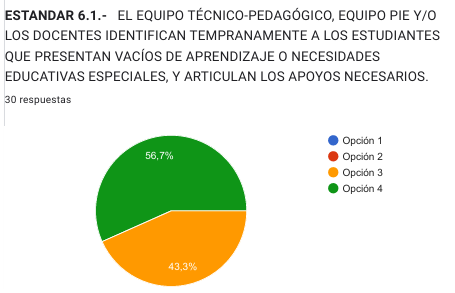 ESTANDAR 6.1.- EL EQUIPO TÉCNICO-PEDAGÓGICO, EQUIPO PIE Y/O
LOS DOCENTES IDENTIFICAN TEMPRANAMENTE A LOS ESTUDIANTES
QUE PRESENTAN VACÍOS DE APRENDIZAJE O NECESIDADES
EDUCATIVAS ESPECIALES, Y ARTICULAN LOS APOYOS NECESARIOS.
30 respuestas
56,7%
43,3%
Opción 1
Opción 2
Opción 3
Opción 4